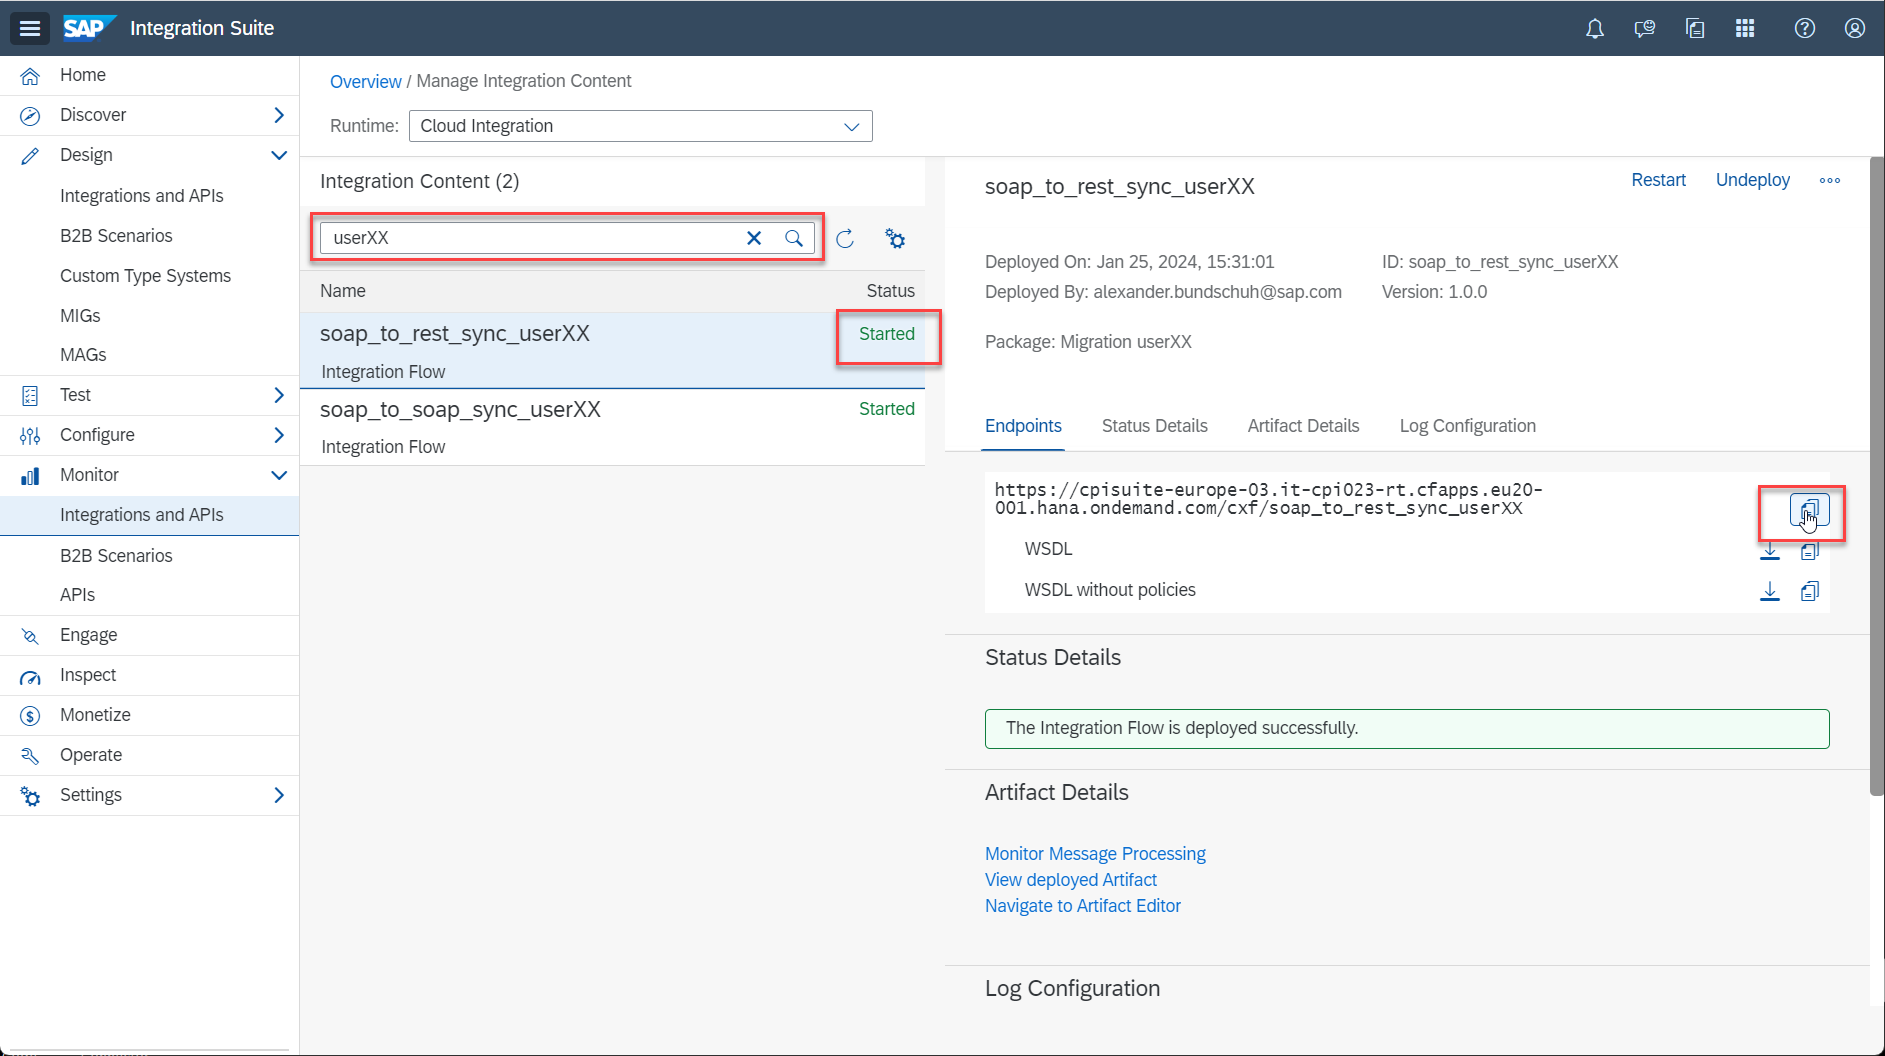 SAP Integration Suite
Home
Discover
Design
Integrations and APIs
B2B Scenarios
Custom Type Systems
MIGs
MAGs
Test
Configure
Monitor
Integrations and APIs
B2B Scenarios
APIs
Engage
Inspect
Monetize
Operate
Settings
Overview / Manage Integration Content
Runtime: Cloud Integration
Integration Content (2)
userXX
Name Status
soap_to_rest_sync_userXX Started
Integration Flow
soap_to_soap_sync_userXX Started
Integration Flow
soap_to_rest_sync_userXX Restart Undeploy
Deployed On: Jan 25, 2024, 15:31:01 ID: soap_to_rest_sync_userXX
Deployed By: alexander.bundschuh@sap.com Version: 1.0.0
Package: Migration userXX
Endpoints Status Details Artifact Details Log Configuration
https://cpisuite-europe-03.it-cpi023-rt.cfapps.eu20-
001.hana.ondemand.com/cxf/soap_to_rest_sync_userXX
WSDL
WSDL without policies
Status Details
The Integration Flow is deployed successfully.
Artifact Details
Monitor Message Processing
View deployed Artifact
Navigate to Artifact Editor
Log Configuration